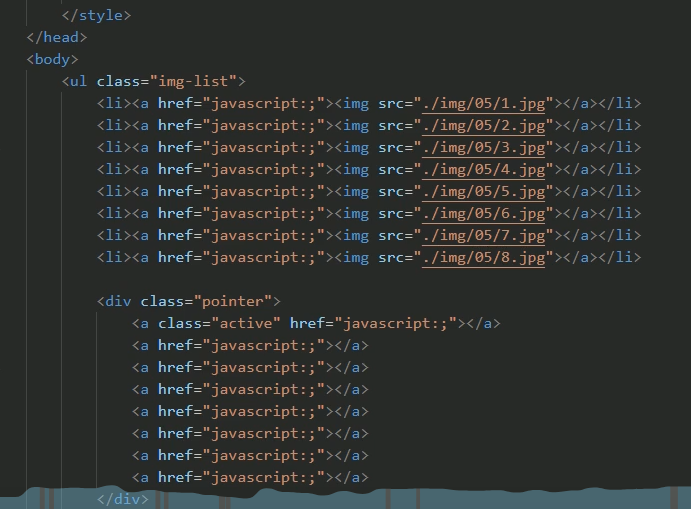 </style>
</head>
<body>
<ul class="img-list">
<li><a href="javascript:;"><img src="./img/05/1.jpg"></a></li>
<li><a href="javascript:;"><img src="./img/05/2.jpg"></a></li>
<li><a href="javascript:;"><img src="./img/05/3.jpg"></a></li>
<li><a href="javascript:;"><img src="./img/05/4.jpg"></a></li>
<li><a href="javascript:;"><img src="./img/05/5.jpg"></a></li>
<li><a href="javascript:;"><img src="./img/05/6.jpg"></a></li>
<li><a href="javascript:;"><img src="./img/05/7.jpg"></a></li>
<li><a href="javascript:;"><img src="./img/05/8.jpg"></a></li>
<div class="pointer">
<a class="active" href="javascript:;"></a>
<a href="javascript:;"></a>
<a href="javascript:;"></a>
<a href="javascript:;"></a>
<a href="javascript:;"></a>
<a href="javascript:;"></a>
<a href="javascript:;"></a>
<a href="javascript:;"></a>
</div>